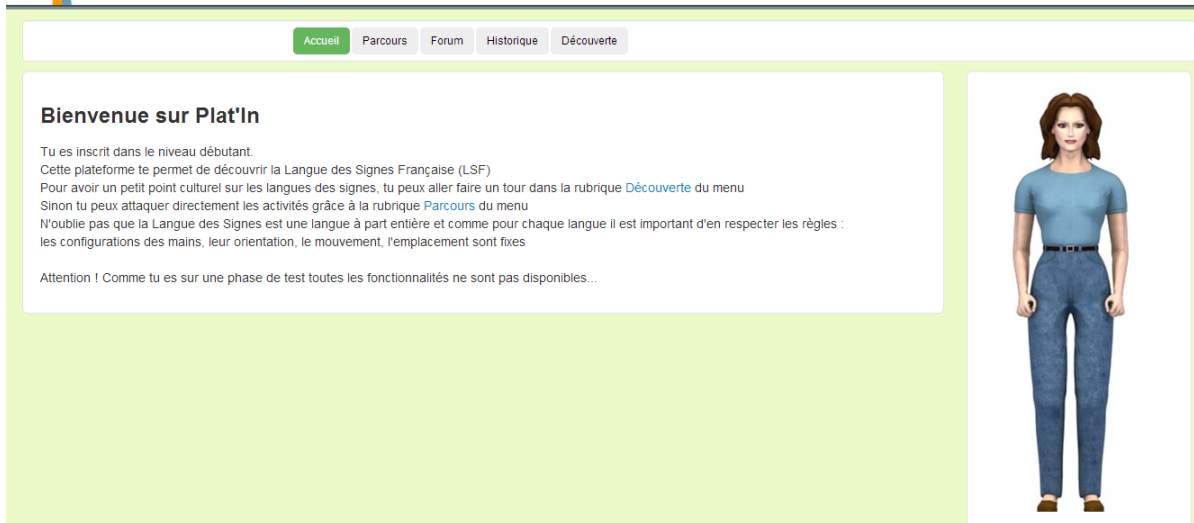 Accueil Parcours Forum Historique Découverte
Bienvenue sur Plat'In
Tu es inscrit dans le niveau débutant.
Cette plateforme te permet de découvrir la Langue des Signes Française (LSF)
Pour avoir un petit point culturel sur les langues des signes, tu peux aller faire un tour dans la rubrique Découverte du menu
Sinon tu peux attaquer directement les activités grâce à la rubrique Parcours du menu
N'oublie pas que la Langue des Signes est une langue à part entière et comme pour chaque langue il est important d'en respecter les règles :
les configurations des mains, leur orientation, le mouvement, l'emplacement sont fixes
Attention ! Comme tu es sur une phase de test toutes les fonctionnalités ne sont pas disponibles...